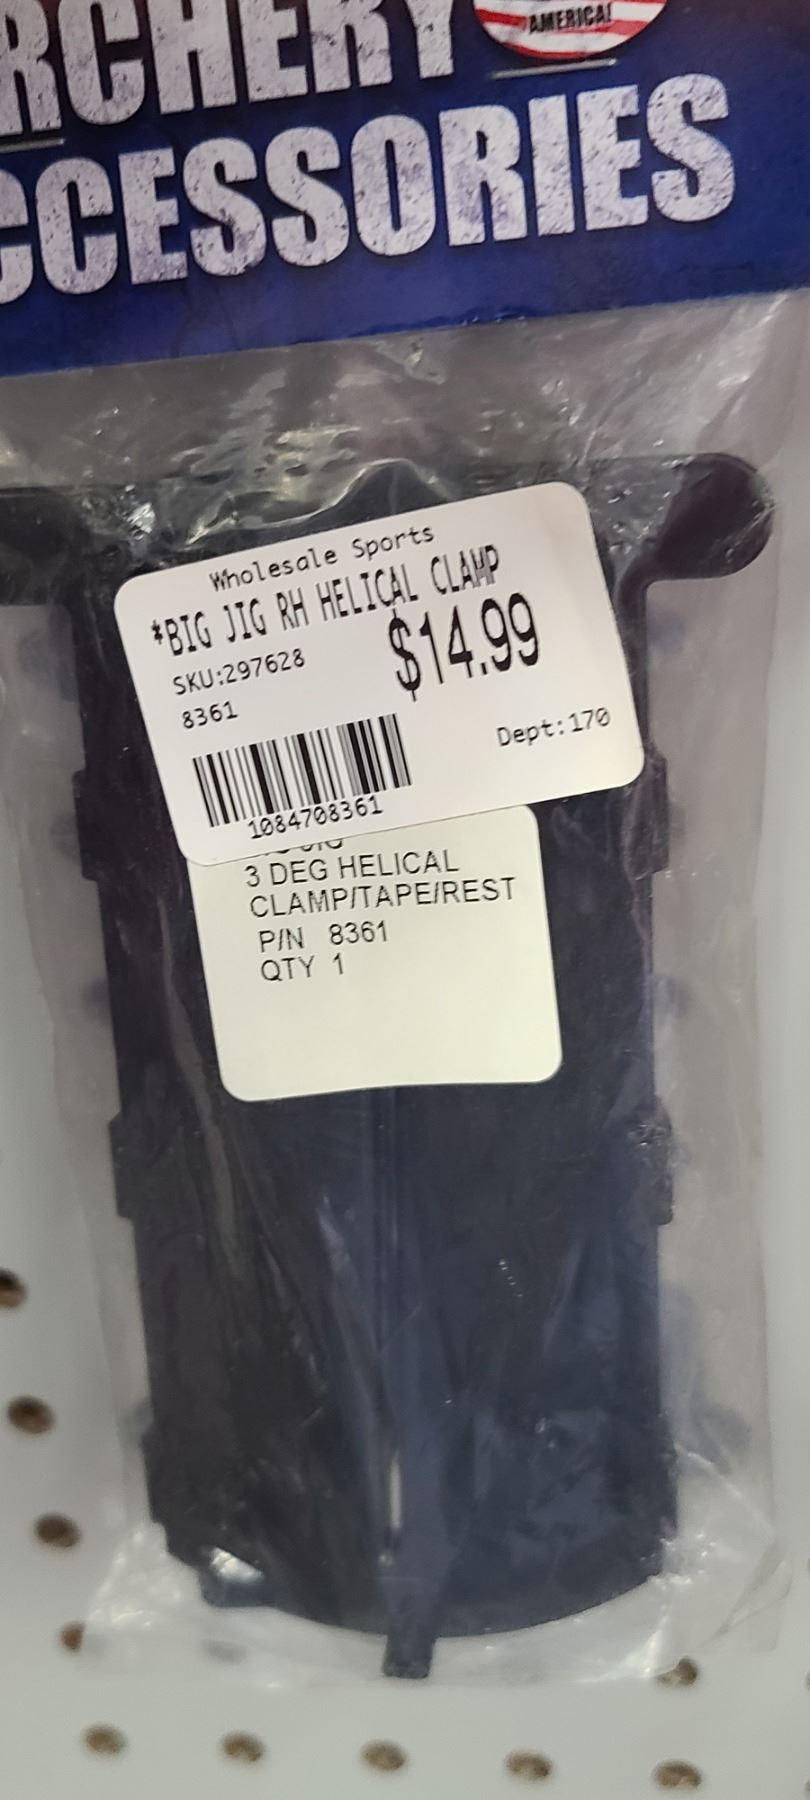 AMERICA!
RCHERY
CCESSORIES
Wholesale Sports
*BIG JIG RH HELICAL CLAMP
SKU:297628
$14.99
8361
Dept:170
1084708361
3 DEG HELICAL
CLAMP/TAPE/REST
P/N 8361
QTY 1